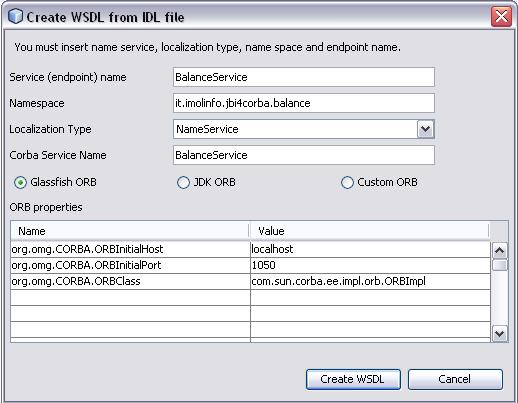 Create WSDL from IDL file
You must insert name service, localization type, name space and endpoint name.
Service (endpoint) name BalanceService
Namespace it.imolinfo.jbi4corba.balance
Localization Type NameService
Corba Service Name BalanceService
Glassfish ORB JDK ORB Custom ORB
ORB properties
Name Value
org.omg.CORBA.ORBInitialHost localhost
org.omg.CORBA.ORBInitialPort 1050
org.omg.CORBA.ORBClass com.sun.corba.ee.impl.orb.ORBImpl
Create WSDL Cancel